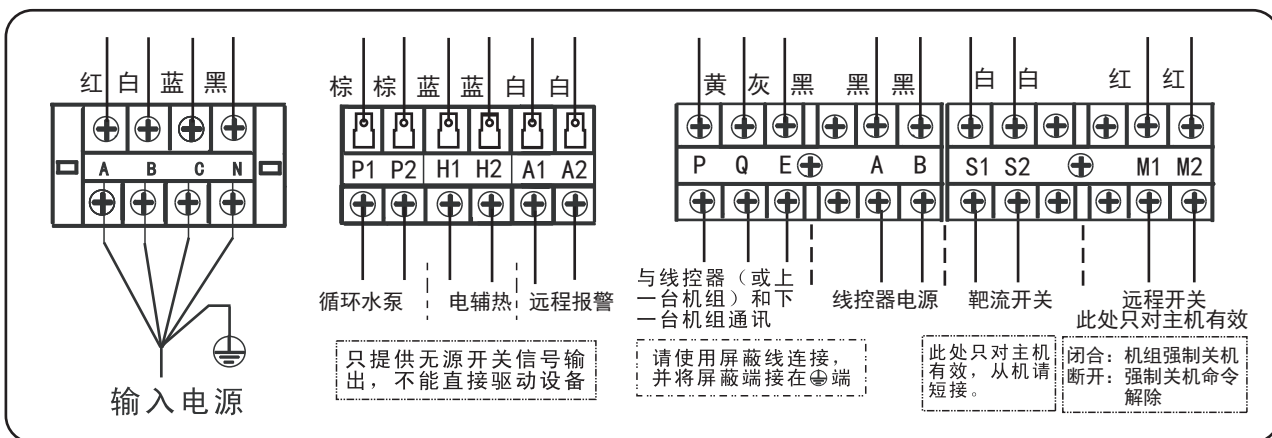 红 白 蓝 黑
A B C N
输入电源
棕 棕 蓝 蓝 白 白
P1 P2 H1 H2 A1 A2
循环水泵
电辅热
远程报警
只提供无源开关信号输
出，不能直接驱动设备
黄 灰 黑 黑 黑
P Q E A B
与线控器（或上
一台机组）和下
一台机组通讯
线控器电源
请使用屏蔽线连接，
并将屏蔽端接在⏚端
白 白 红 红
S1 S2 M1 M2
靶流开关
此处只对主机
有效，从机请
短接。
远程开关
此处只对主机有效
闭合：机组强制关机
断开：强制关机命令
解除